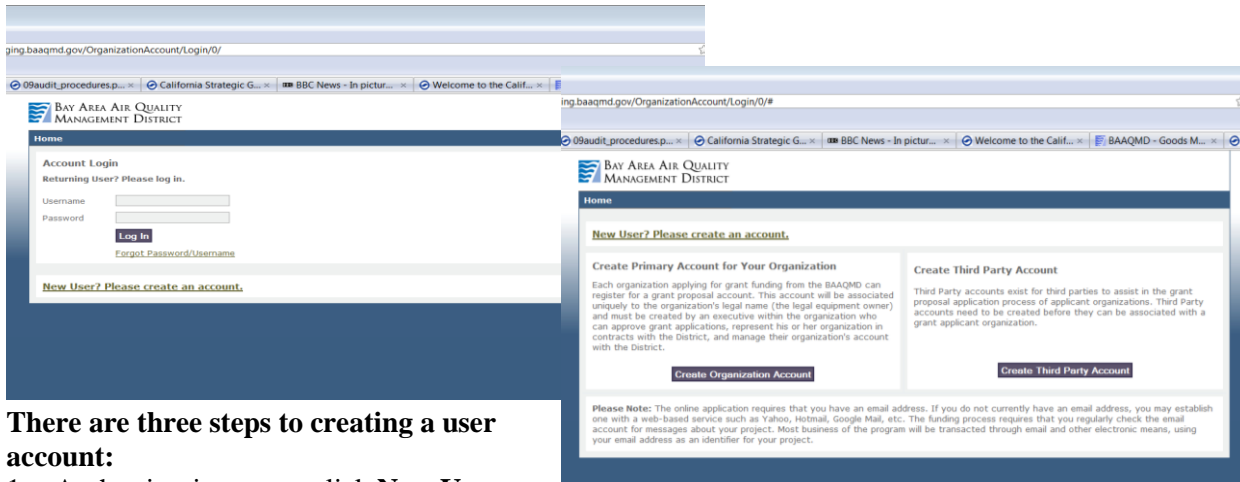 ging.baaqmd.gov/OrganizationAccount/Login/0/
09audit_procedures.p... × California Strategic G... × BBC News - In pictur... × Welcome to the Calif... ×
BAY AREA AIR QUALITY
MANAGEMENT DISTRICT
Home
Account Login
Returning User? Please log in.
Username
Password
Log In
Forgot Password/Username
New User? Please create an account.
There are three steps to creating a user
account:
ing.baaqmd.gov/OrganizationAccount/Login/0/#
09audit_procedures.p... × California Strategic G... × BBC News - In pictur... × Welcome to the Calif... × BAAQMD - Goods M... ×
BAY AREA AIR QUALITY
MANAGEMENT DISTRICT
Home
New User? Please create an account.
Create Primary Account for Your Organization
Each organization applying for grant funding from the BAAQMD can
register for a grant proposal account. This account will be associated
uniquely to the organization's legal name (the legal equipment owner)
and must be created by an executive within the organization who
can approve grant applications, represent his or her organization in
contracts with the District, and manage their organization's account
with the District.
Create Organization Account
Create Third Party Account
Third Party accounts exist for third parties to assist in the grant
proposal application process of applicant organizations. Third Party
accounts need to be created before they can be associated with a
grant applicant organization.
Create Third Party Account
Please Note: The online application requires that you have an email address. If you do not currently have an email address, you may establish
one with a web-based service such as Yahoo, Hotmail, Google Mail, etc. The funding process requires that you regularly check the email
account for messages about your project. Most business of the program will be transacted through email and other electronic means, using
your email address as an identifier for your project.